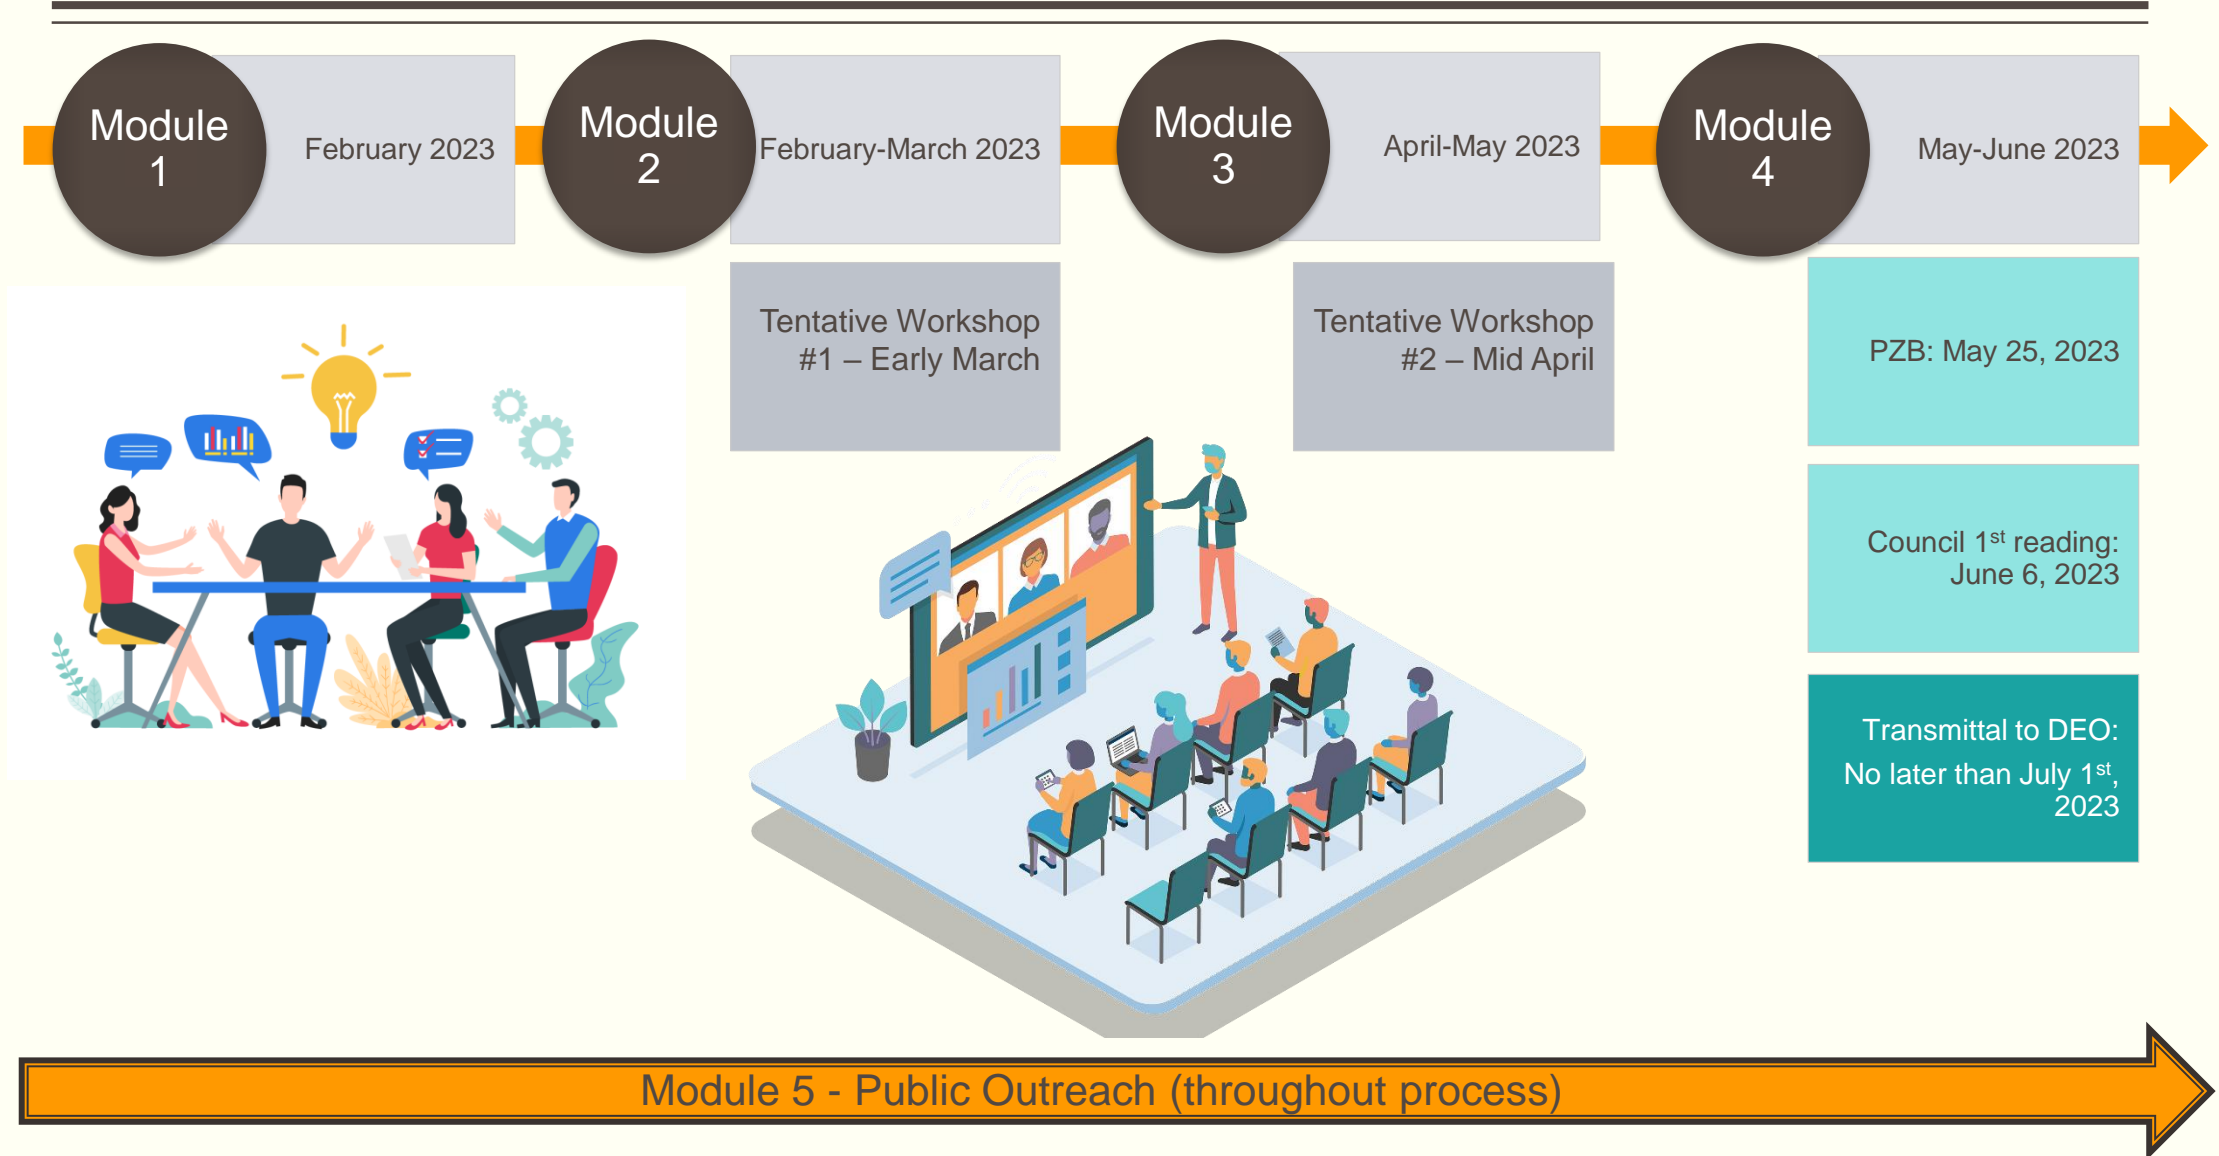 Module
1
February 2023
Module
2
February-March 2023
Module
3
April-May 2023
Module
4
May-June 2023
Tentative Workshop
#1 – Early March
Tentative Workshop
#2 – Mid April
PZB: May 25, 2023
Council 1st reading:
June 6, 2023
Transmittal to DEO:
No later than July 1st,
2023
Module 5 - Public Outreach (throughout process)